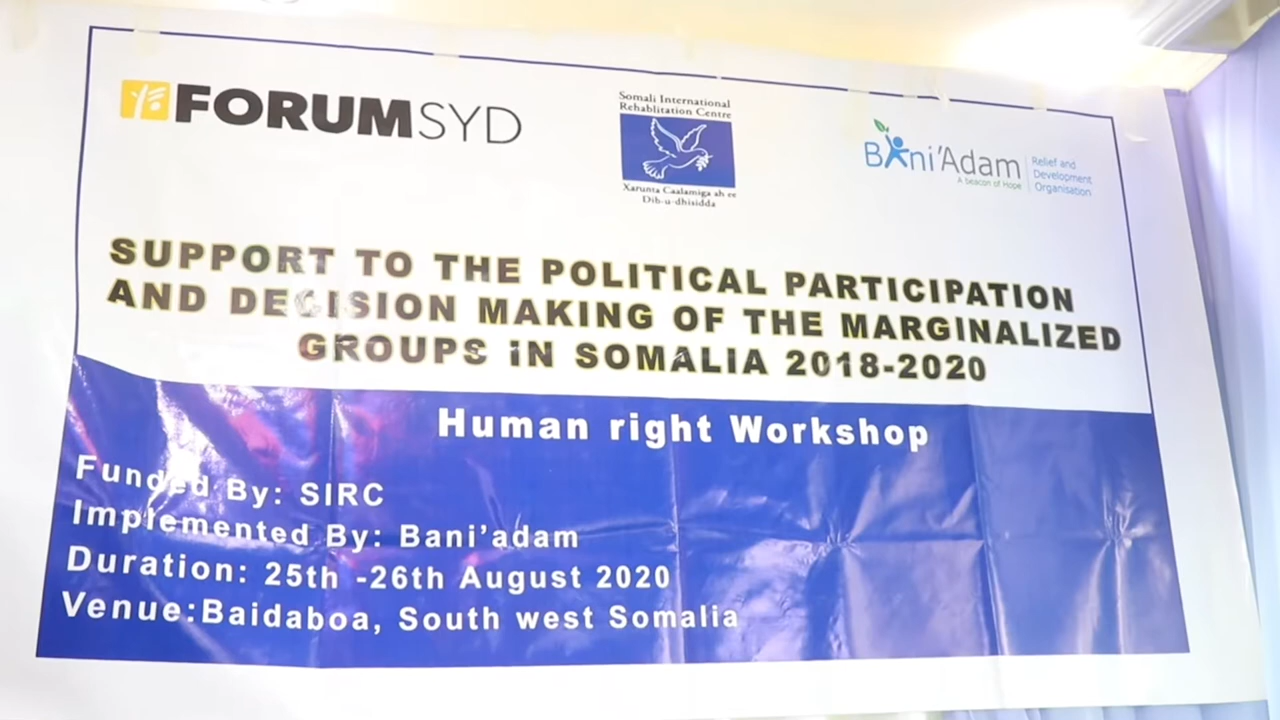 FORUMSYD
Somali International
Rehablitation Centre
Xarunta Caalamiga ah ee
Dib-u-dhisidda
BANi'Adam
A beacon of Hope
Relief and
Development
Organisation
SUPPORT TO THE POLITICAL PARTICIPATION
AND DECISION MAKING OF THE MARGINALIZED
GROUPS iN SOMALIA 2018-2020
Human right Workshop
Funded By: SIRC
Implemented By: Bani'adam
Duration: 25th -26th August 2020
Venue:Baidaboa, South west Somalia